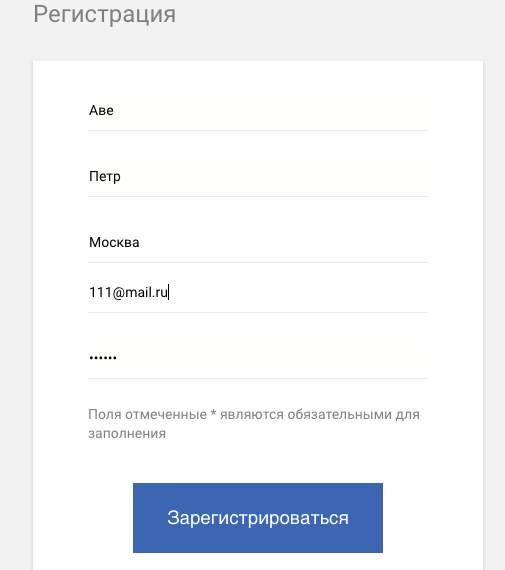 Регистрация
Аве
Петр
Москва
111@mail.ru
••••••
Поля отмеченные * являются обязательными для
заполнения
Зарегистрироваться